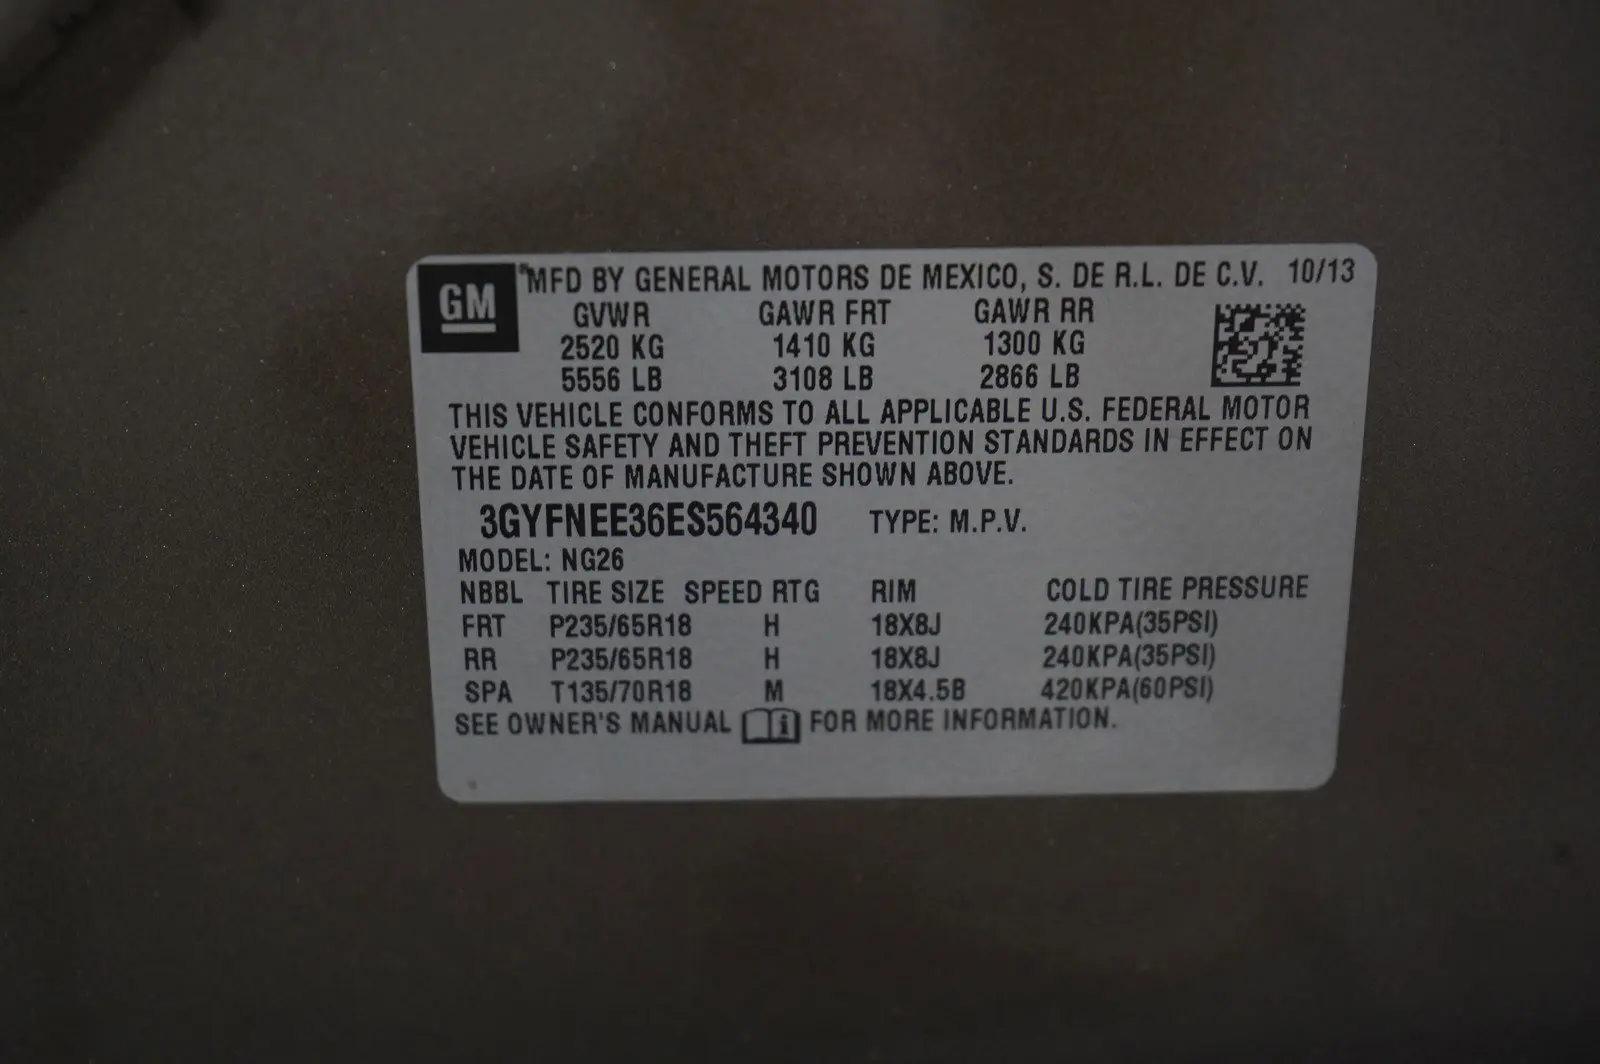 GM MFD BY GENERAL MOTORS DE MEXICO, S. DE R.L. DE C.V. 10/13
GVWR GAWR FRT GAWR RR
2520 KG 1410 KG 1300 KG
5556 LB 3108 LB 2866 LB
THIS VEHICLE CONFORMS TO ALL APPLICABLE U.S. FEDERAL MOTOR
VEHICLE SAFETY AND THEFT PREVENTION STANDARDS IN EFFECT ON
THE DATE OF MANUFACTURE SHOWN ABOVE.
3GYFNEE36ES564340 TYPE: M.P.V.
MODEL: NG26
NBBL TIRE SIZE SPEED RTG RIM COLD TIRE PRESSURE
FRT P235/65R18 H 18X8J 240KPA(35PSI)
RR P235/65R18 H 18X8J 240KPA(35PSI)
SPA T135/70R18 M 18X4.5B 420KPA(60PSI)
SEE OWNER'S MANUAL FOR MORE INFORMATION.